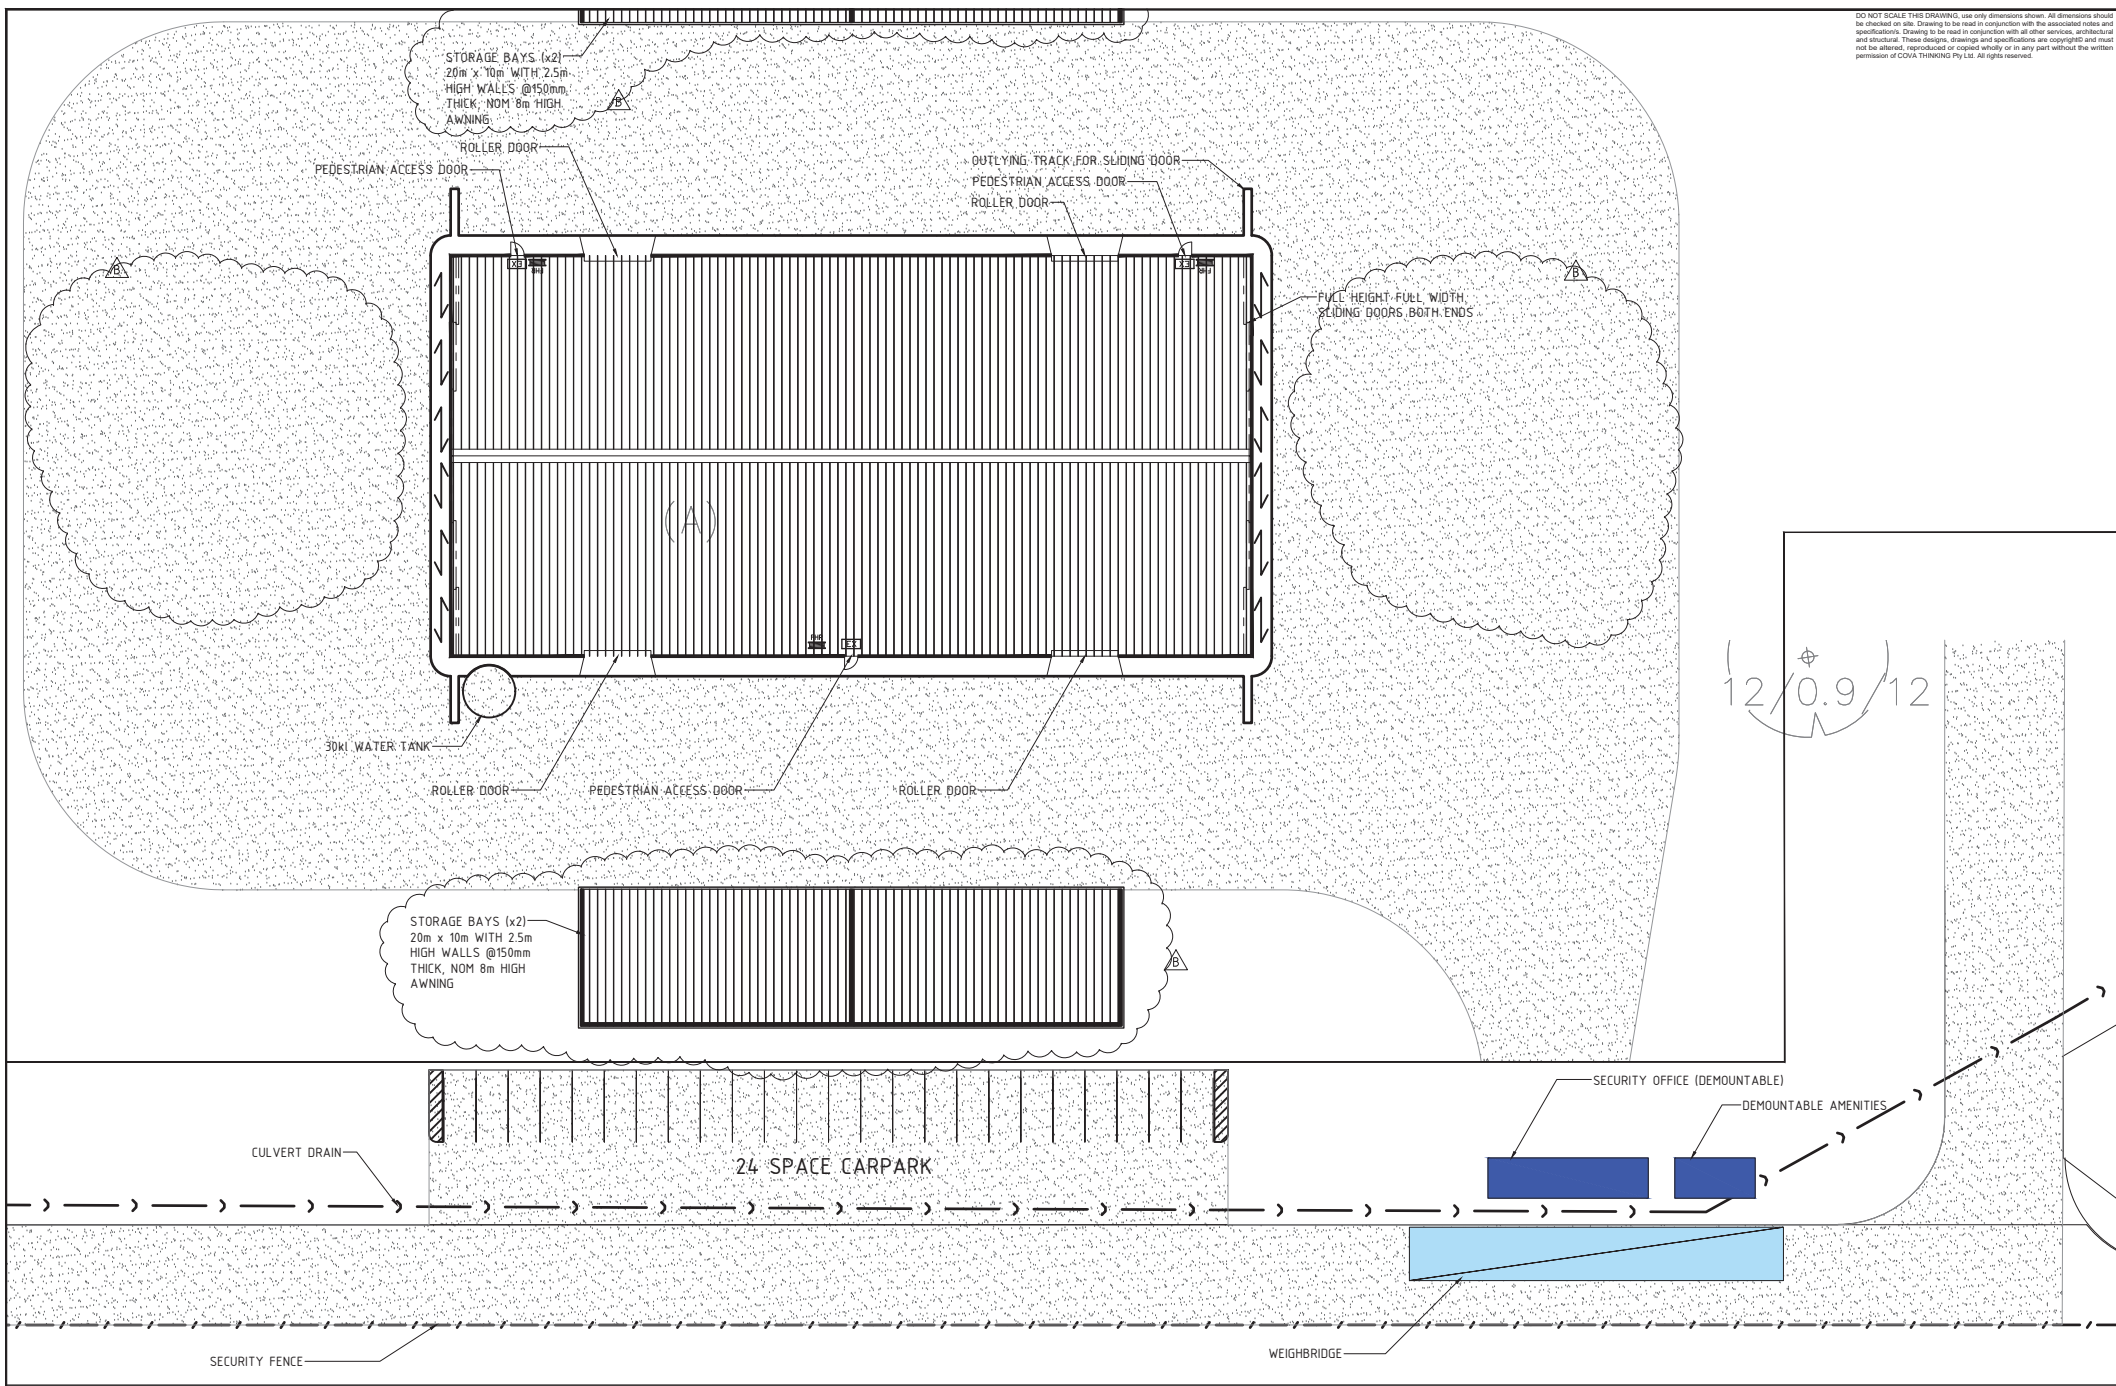 DO NOT SCALE THIS DRAWING, use only dimensions shown. All dimensions should
be checked on site. Drawing to be read in conjunction with the associated notes and
specification/s. Drawing to be read in conjunction with all other services, architectural
and structural. These designs, drawings and specifications are copyright© and must
not be altered, reproduced or copied wholly or in any part without the written
permission of COVA THINKING Pty Ltd. All rights reserved.
STORAGE BAYS (x2)
20m x 10m WITH 2.5m
HIGH WALLS @150mm
THICK, NOM 8m HIGH
AWNING
B
ROLLER DOOR
PEDESTRIAN ACCESS DOOR
OUTLYING TRACK FOR SLIDING DOOR
PEDESTRIAN ACCESS DOOR
ROLLER DOOR
B
EX
FHR
EX
FHR
B
FULL HEIGHT FULL WIDTH
SLIDING DOORS BOTH ENDS
(A)
FHR
EX
12/0.9/12
30kl WATER TANK
ROLLER DOOR
PEDESTRIAN ACCESS DOOR
ROLLER DOOR
STORAGE BAYS (x2)
20m x 10m WITH 2.5m
HIGH WALLS @150mm
THICK, NOM 8m HIGH
AWNING
B
SECURITY OFFICE (DEMOUNTABLE)
DEMOUNTABLE AMENITIES
CULVERT DRAIN
24 SPACE CARPARK
SECURITY FENCE
WEIGHBRIDGE